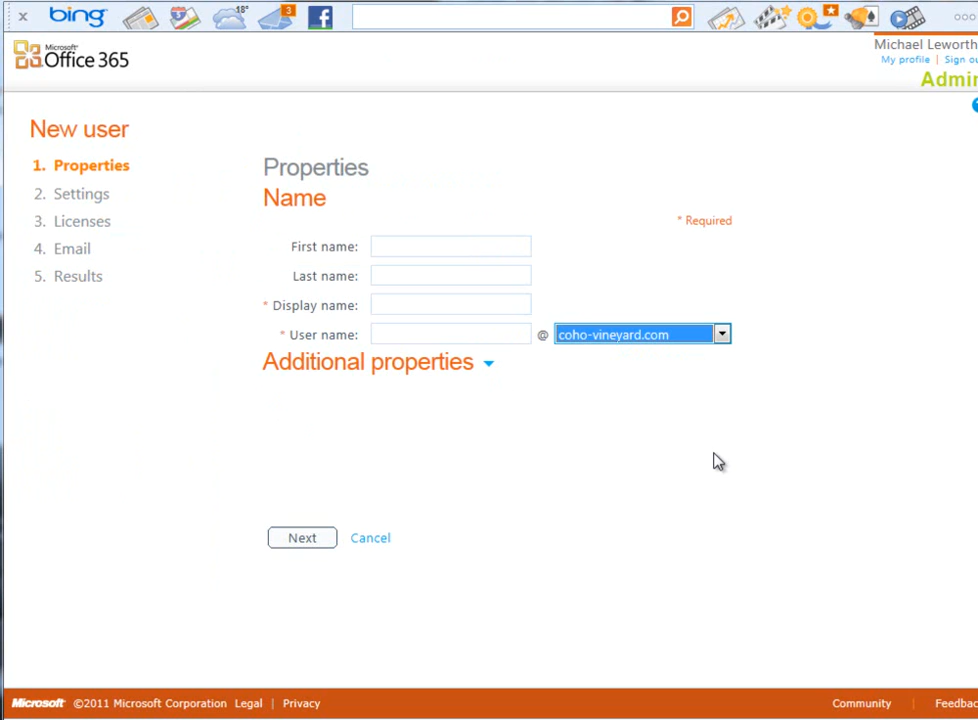 bing 18° 3
Microsoft®
Office 365
Michael Leworth
My profile | Sign ou
Admin
New user
1. Properties
2. Settings
3. Licenses
4. Email
5. Results
Properties
Name
* Required
First name:
Last name:
* Display name:
* User name: @ coho-vineyard.com
Additional properties
Next Cancel
Microsoft ©2011 Microsoft Corporation Legal | Privacy Community | Feedbac